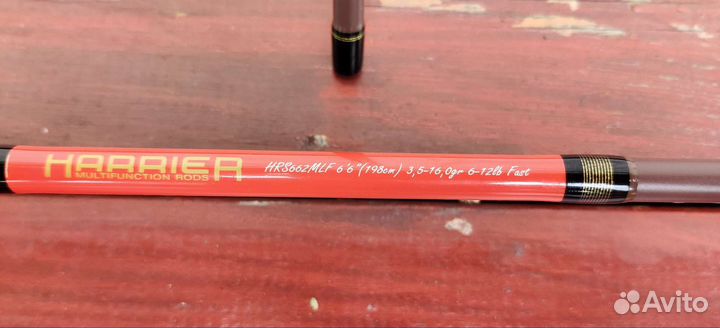 HARRIER
MULTIFUNCTION RODS
HRS662MLF 6'6"(198cm) 3,5-16,0gr 6-12lb Fast
Avito